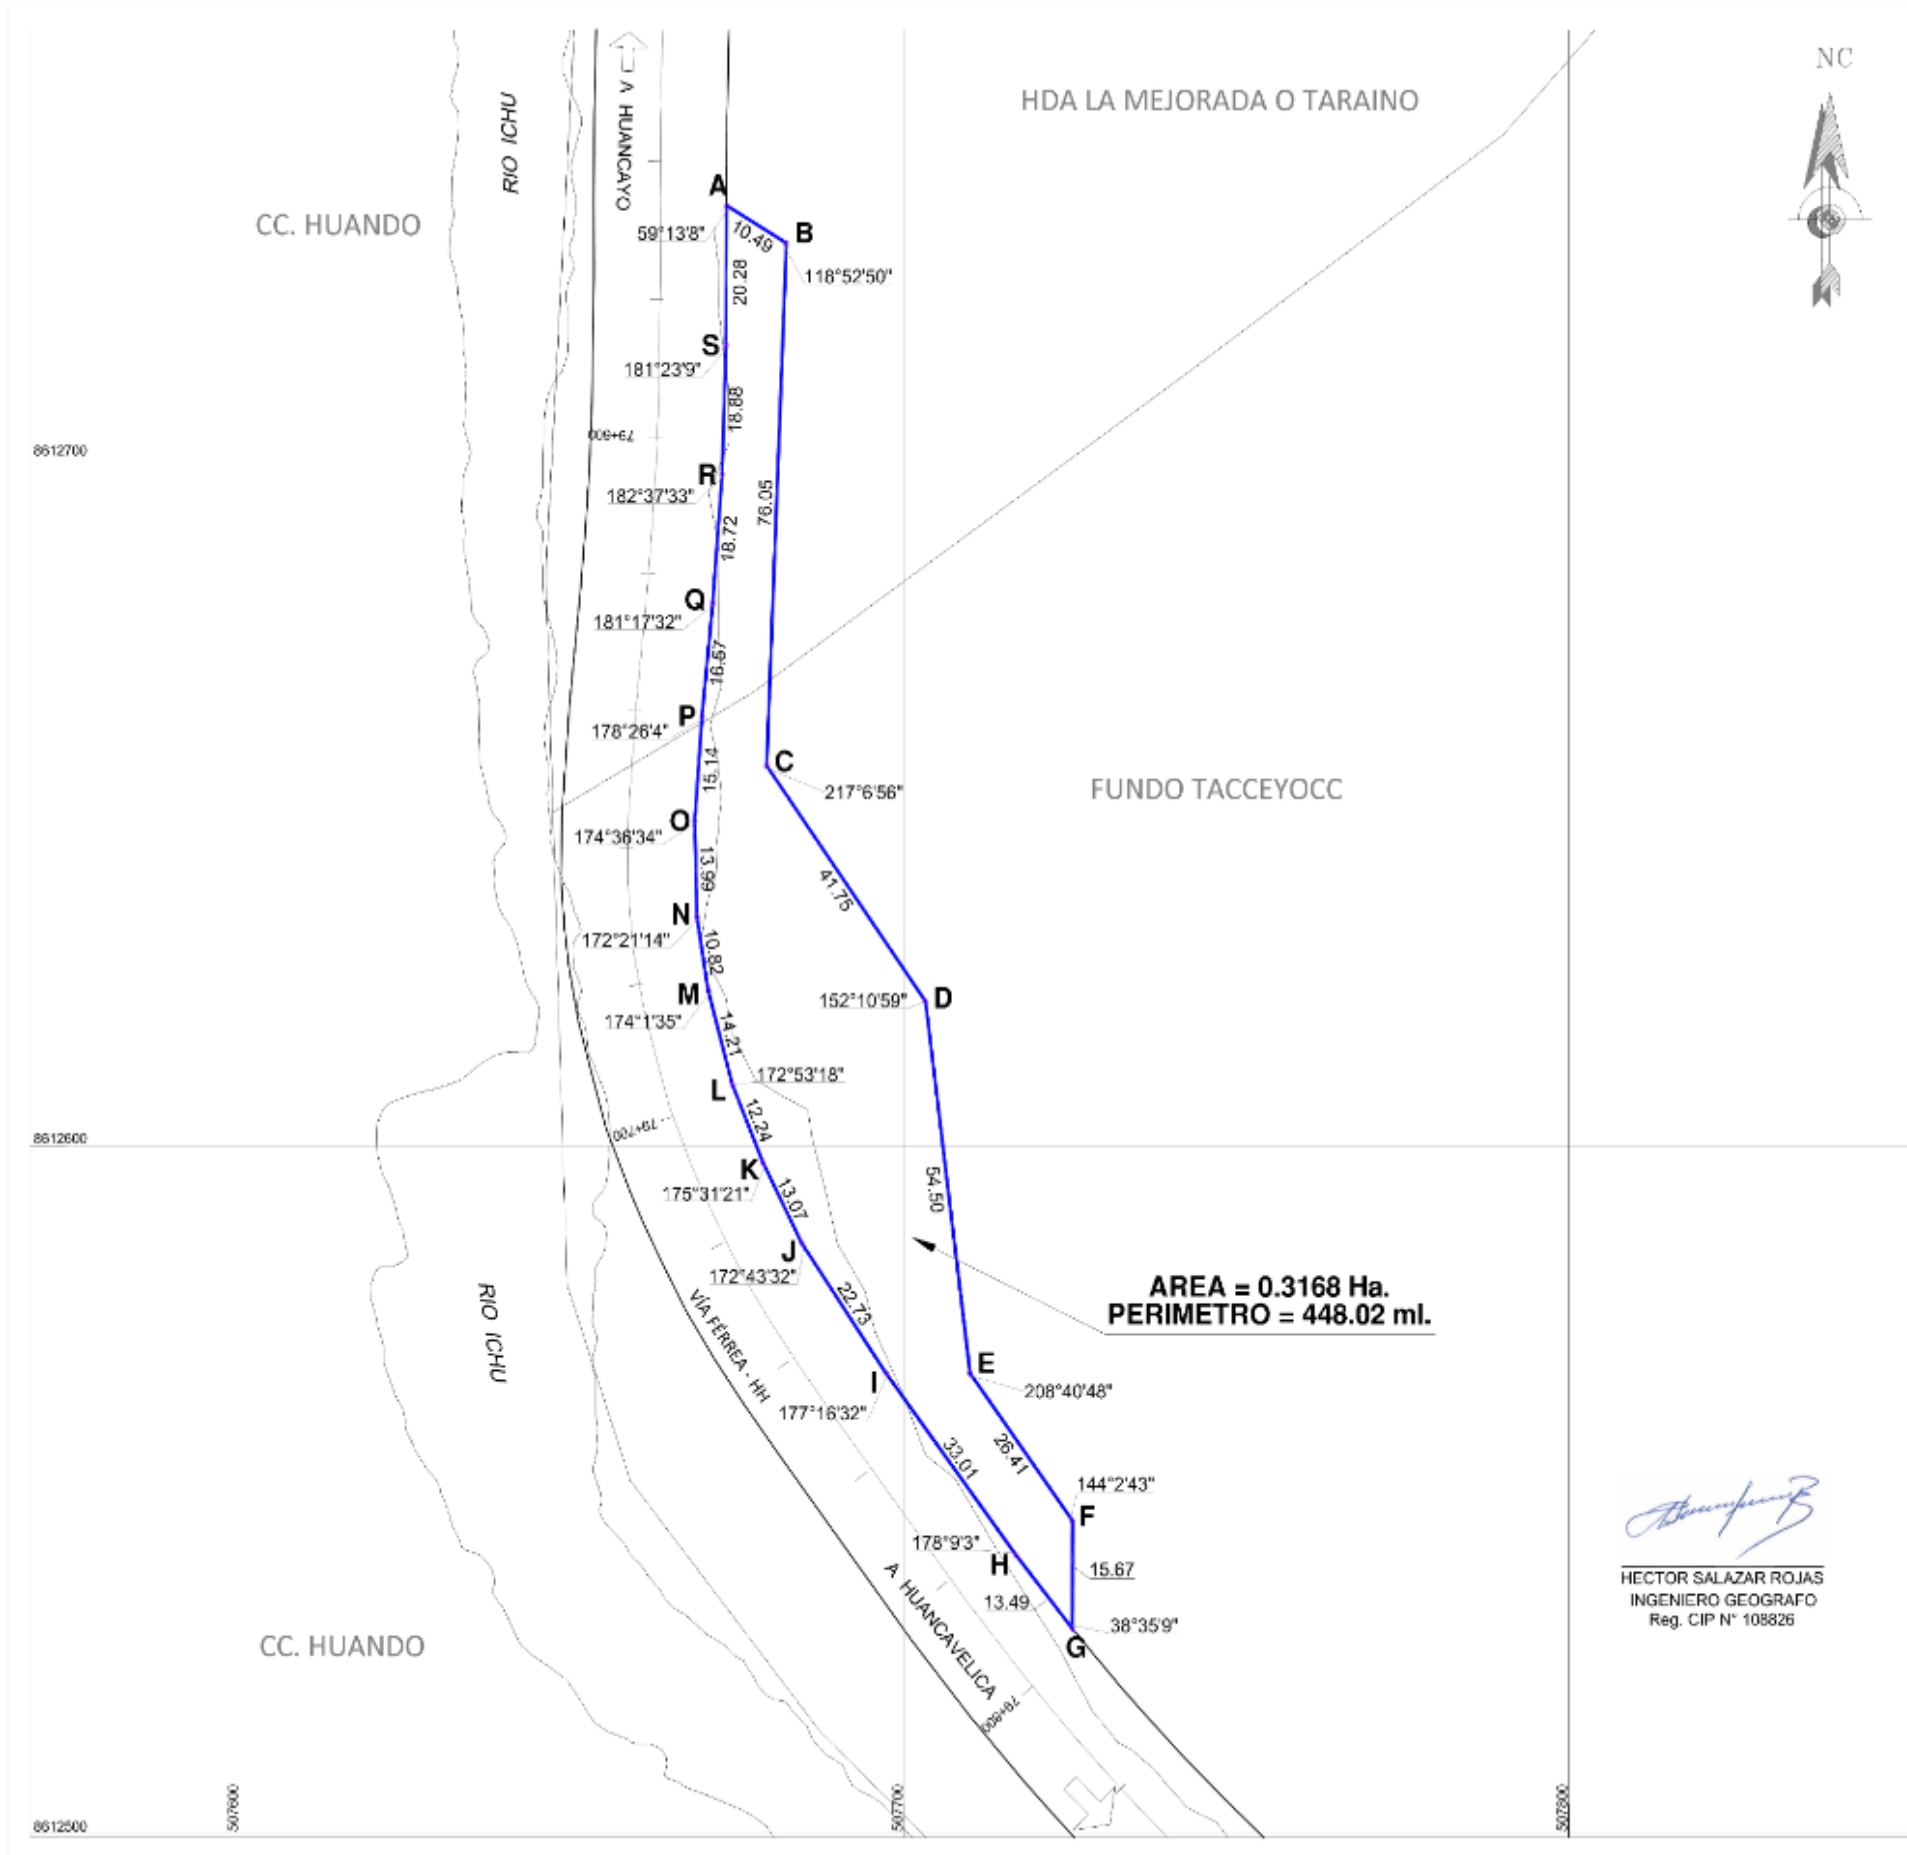 NC
HDA LA MEJORADA O TARAINO
RIO ICHU
A HUANCAYO
CC. HUANDO
A
59°13'8"
10.49
B
118°52'50"
20.28
S
181°23'9"
18.88
79+600
8612700
R
182°37'33"
76.05
18.72
Q
181°17'32"
16.57
P
178°26'4"
15.14
C
217°6'56"
FUNDO TACCEYOCC
O
174°36'34"
13.99
41.75
N
172°21'14"
10.82
M
174°1'35"
152°10'59"
D
14.21
172°53'18"
L
12.24
79+700
8612600
K
175°31'21"
13.07
54.50
J
172°43'32"
22.73
AREA = 0.3168 Ha.
PERIMETRO = 448.02 ml.
RIO ICHU
VÍA FÉRREA - HH
E
208°40'48"
I
177°16'32"
33.01
26.41
144°2'43"
F
178°9'3"
H
15.67
A HUANCAVELICA
13.49
38°35'9"
G
HECTOR SALAZAR ROJAS
INGENIERO GEOGRAFO
Reg. CIP N° 108826
CC. HUANDO
79+800
507600
507700
507800
8612500